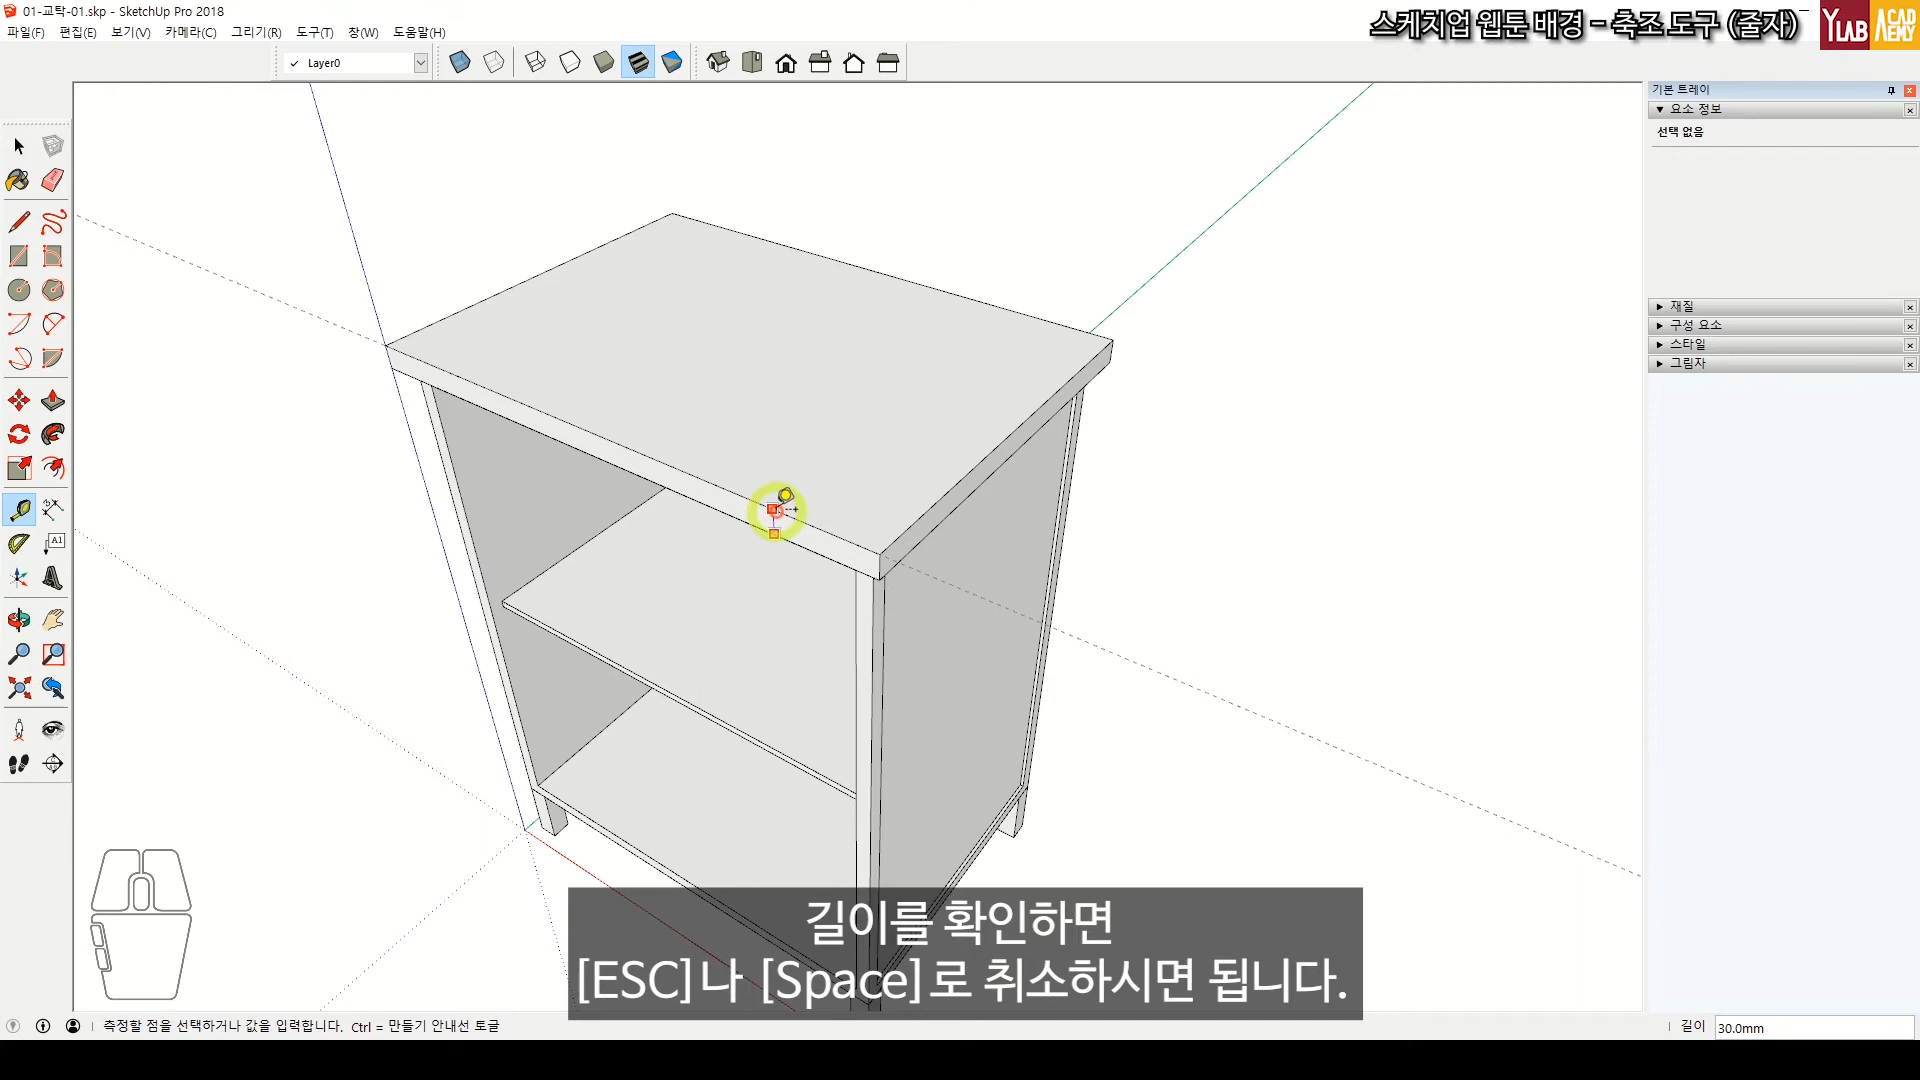 01-교탁-01.skp - SketchUp Pro 2018
스케치업 웹툰 배경 - 축조 도구 (줄자)
YLAB ACADEMY
파일(F) 편집(E) 보기(V) 카메라(C) 그리기(R) 도구(T) 창(W) 도움말(H)
Layer0
기본 트레이
요소 정보
선택 없음
재질
구성 요소
스타일
그림자
A1
길이를 확인하면
[ESC]나 [Space]로 취소하시면 됩니다.
측정할 점을 선택하거나 값을 입력합니다. Ctrl = 만들기 안내선 토글
길이 30.0mm